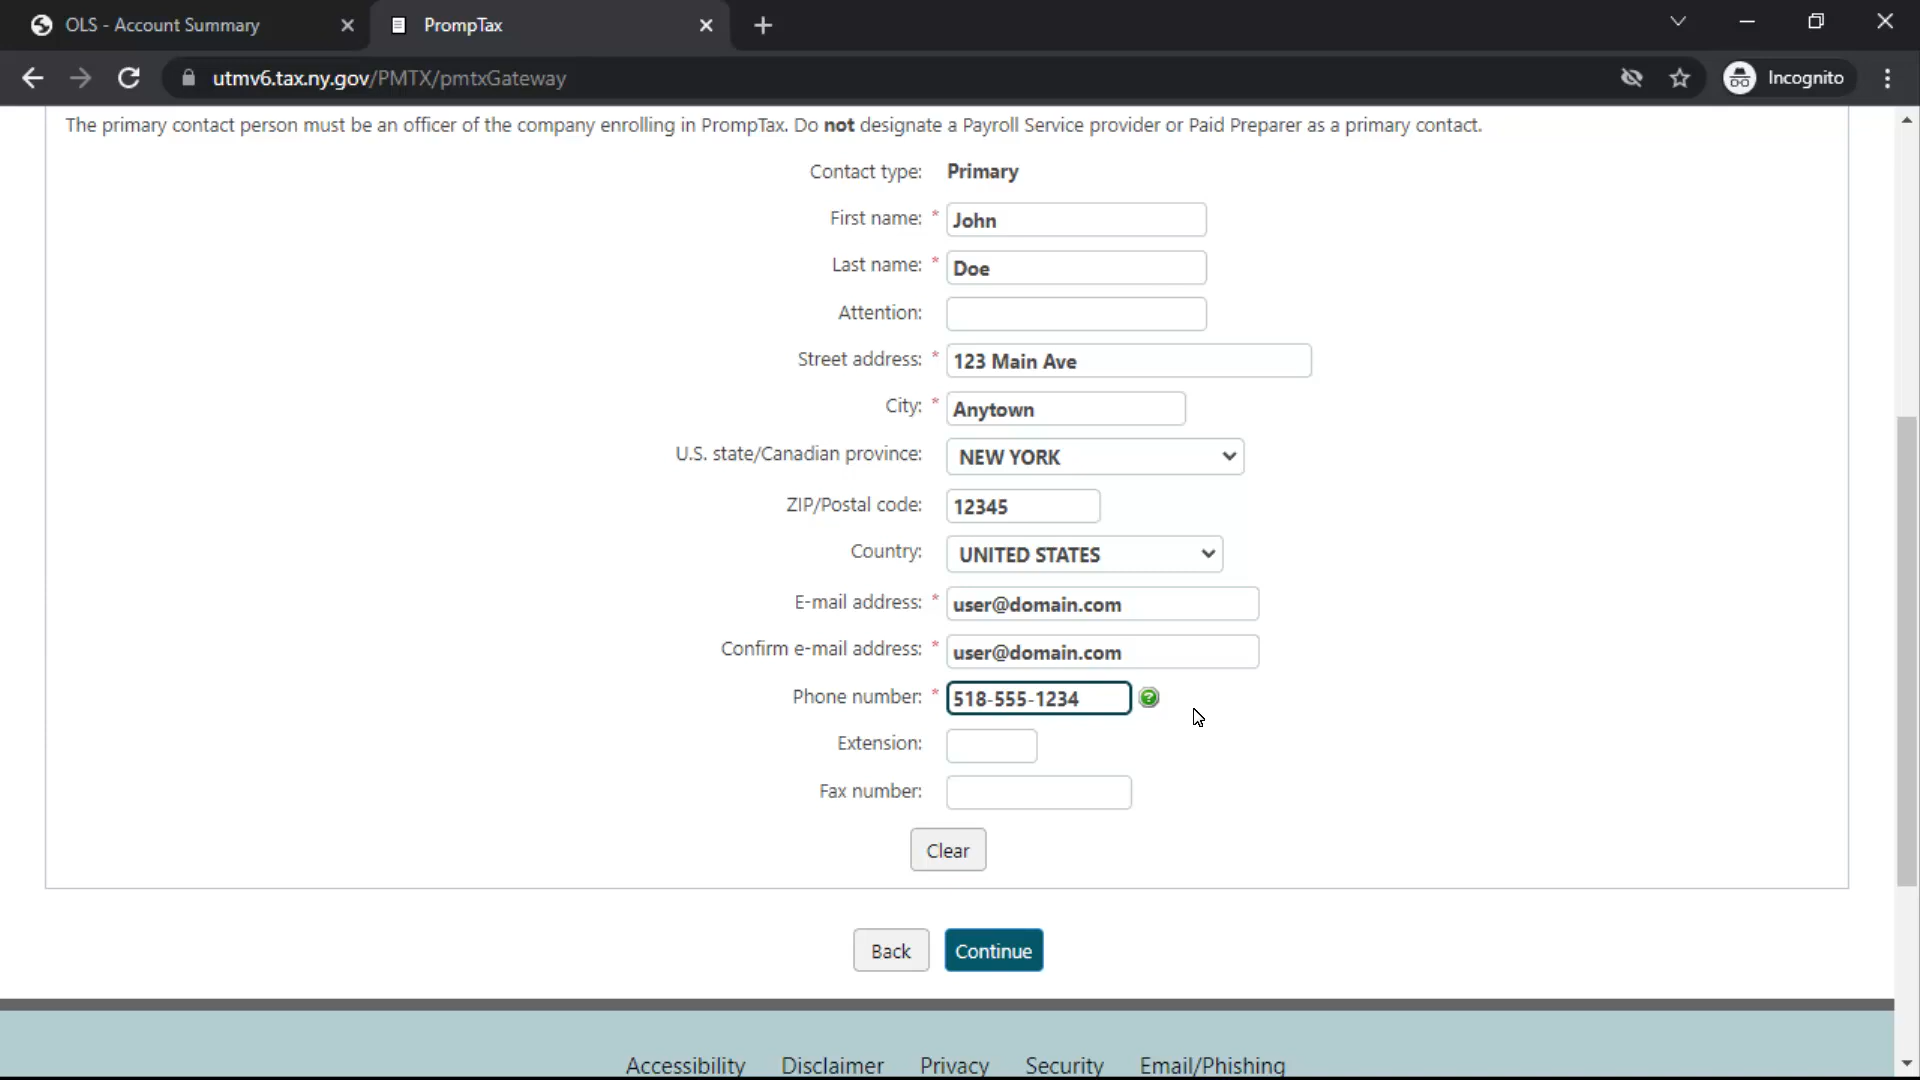 OLS - Account Summary
PrompTax
utmv6.tax.ny.gov/PMTX/pmtxGateway
Incognito
The primary contact person must be an officer of the company enrolling in PrompTax. Do not designate a Payroll Service provider or Paid Preparer as a primary contact.
Contact type: Primary
First name: * John
Last name: * Doe
Attention:
Street address: * 123 Main Ave
City: * Anytown
U.S. state/Canadian province: NEW YORK
ZIP/Postal code: 12345
Country: UNITED STATES
E-mail address: * user@domain.com
Confirm e-mail address: * user@domain.com
Phone number: * 518-555-1234 ?
Extension:
Fax number:
Clear
Back Continue
Accessibility Disclaimer Privacy Security Email/Phishing